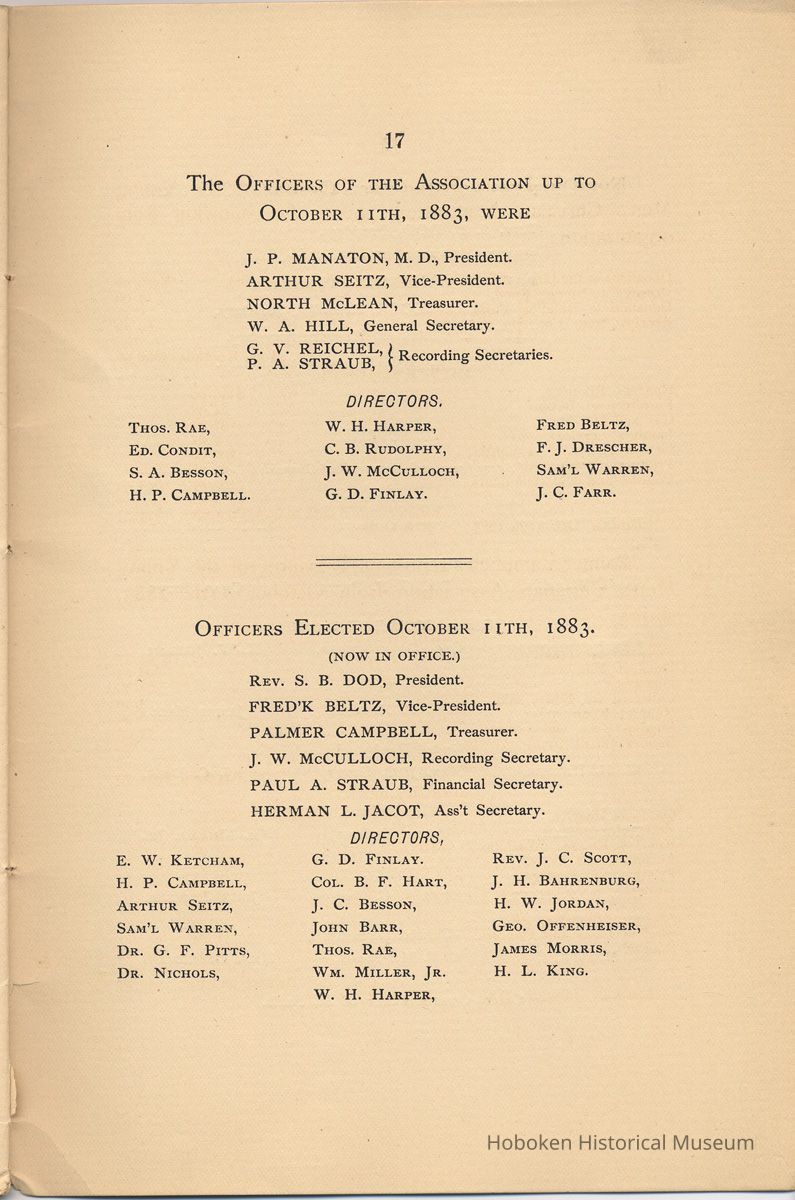 17
The Officers of the Association up to
October 11th, 1883, were
J. P. MANATON, M. D., President.
ARTHUR SEITZ, Vice-President.
NORTH McLEAN, Treasurer.
W. A. HILL, General Secretary.
G. V. REICHEL,
P. A. STRAUB, } Recording Secretaries.
DIRECTORS.
Thos. Rae, W. H. Harper, Fred Beltz,
Ed. Condit, C. B. Rudolphy, F. J. Drescher,
S. A. Besson, J. W. McCulloch, Sam'l Warren,
H. P. Campbell. G. D. Finlay. J. C. Farr.
Officers Elected October 11th, 1883.
(NOW IN OFFICE.)
Rev. S. B. DOD, President.
FRED'K BELTZ, Vice-President.
PALMER CAMPBELL, Treasurer.
J. W. McCULLOCH, Recording Secretary.
PAUL A. STRAUB, Financial Secretary.
HERMAN L. JACOT, Ass't Secretary.
DIRECTORS,
E. W. Ketcham, G. D. Finlay. Rev. J. C. Scott,
H. P. Campbell, Col. B. F. Hart, J. H. Bahrenburg,
Arthur Seitz, J. C. Besson, H. W. Jordan,
Sam'l Warren, John Barr, Geo. Offenheiser,
Dr. G. F. Pitts, Thos. Rae, James Morris,
Dr. Nichols, Wm. Miller, Jr. H. L. King.
W. H. Harper,
Hoboken Historical Museum